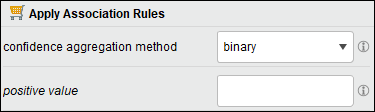 Apply Association Rules
confidence aggregation method binary
positive value